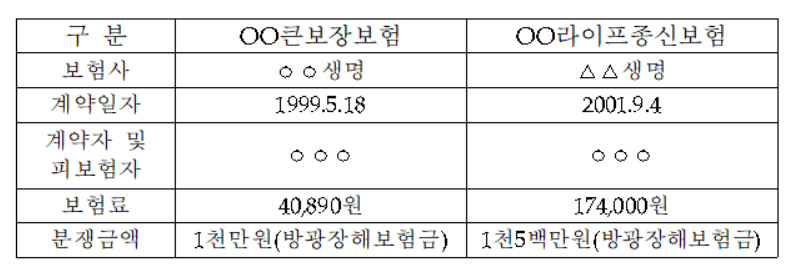 구 분 OO큰보장보험 OO라이프종신보험
보험사 ○ ○생명 △ △생명
계약일자 1999.5.18 2001.9.4
계약자 및
피보험자 ○ ○ ○ ○ ○ ○
보험료 40,890원 174,000원
분쟁금액 1천만원(방광장해보험금) 1천5백만원(방광장해보험금)